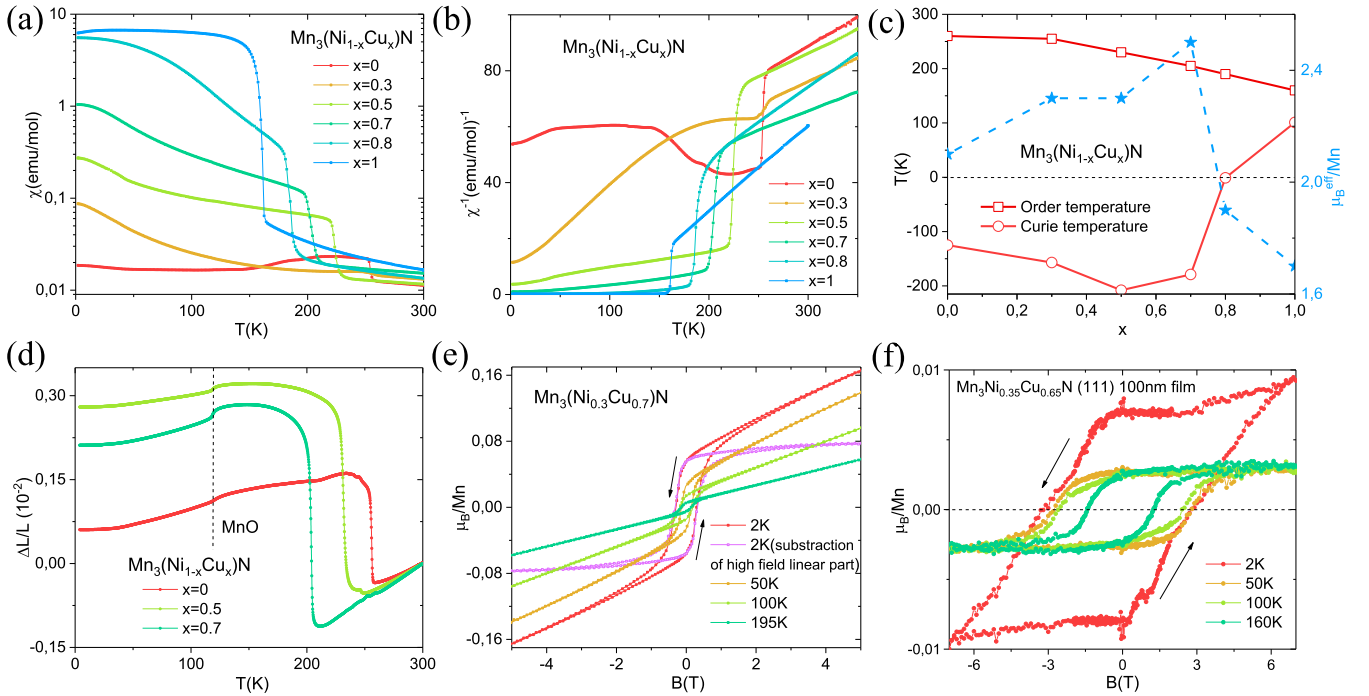 (a)
Mn3(Ni1-xCux)N
x=0
x=0.3
x=0.5
x=0.7
x=0.8
x=1
10
1
0,1
0,01
χ(emu/mol)
0
100
200
300
T(K)
(b)
Mn3(Ni1-xCux)N
80
40
0
χ-1(emu/mol)-1
x=0
x=0.3
x=0.5
x=0.7
x=0.8
x=1
0
100
200
300
T(K)
(c)
300
250
200
150
100
50
0
-50
-100
-150
-200
T(K)
Mn3(Ni1-xCux)N
Order temperature
Curie temperature
2,4
2,0
1,6
μBeff/Mn
0,0
0,2
0,4
0,6
0,8
1,0
x
(d)
0,30
0,15
0,00
-0,15
ΔL/L (10-2)
MnO
Mn3(Ni1-xCux)N
x=0
x=0.5
x=0.7
0
100
200
300
T(K)
(e)
Mn3(Ni0.3Cu0.7)N
0,16
0,08
0,00
-0,08
-0,16
μB/Mn
2K
2K(substraction
of high field linear part)
50K
100K
195K
-4
-2
0
2
4
B(T)
(f)
Mn3Ni0.35Cu0.65N (111) 100nm film
0,01
0,00
-0,01
μB/Mn
2K
50K
100K
160K
-6
-3
0
3
6
B(T)